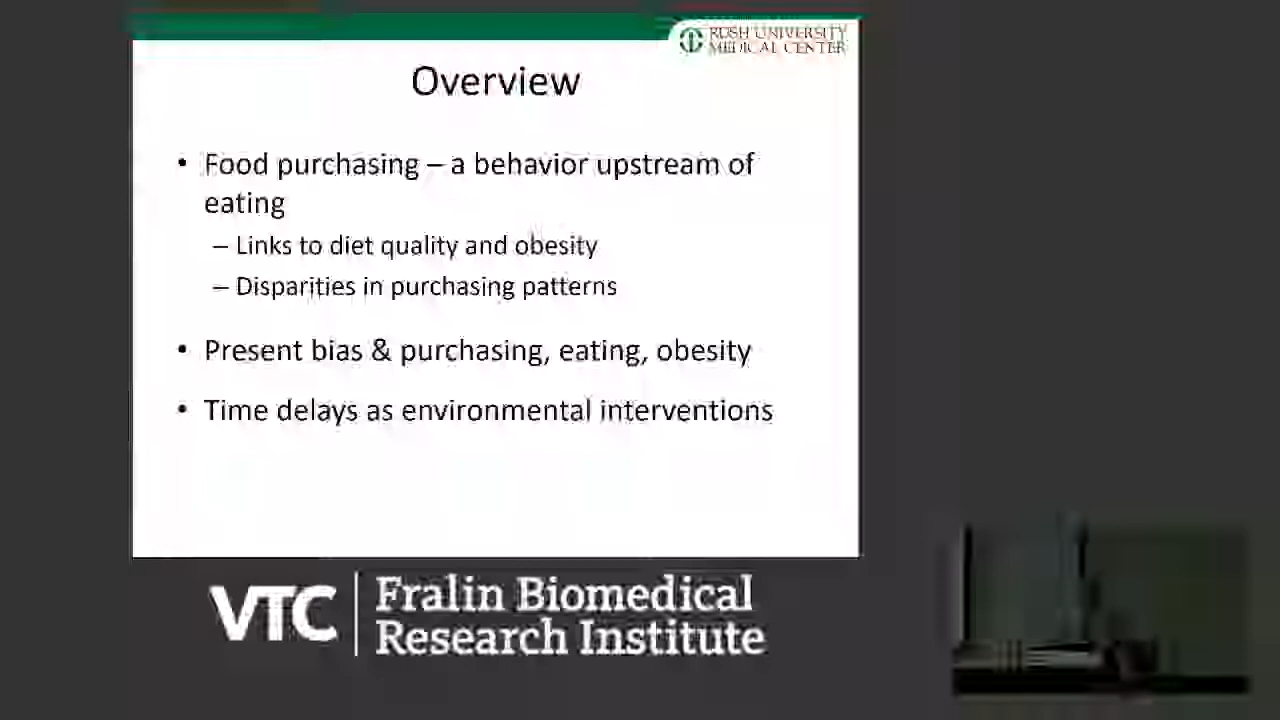 RUSH UNIVERSITY
MEDICAL CENTER
Overview
• Food purchasing – a behavior upstream of
eating
– Links to diet quality and obesity
– Disparities in purchasing patterns
• Present bias & purchasing, eating, obesity
• Time delays as environmental interventions
VTC
Fralin Biomedical
Research Institute